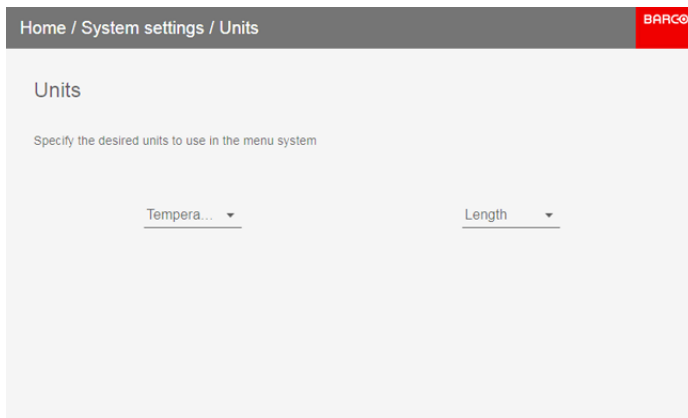 Home / System settings / Units
BARCO
Units
Specify the desired units to use in the menu system
Tempera... Length